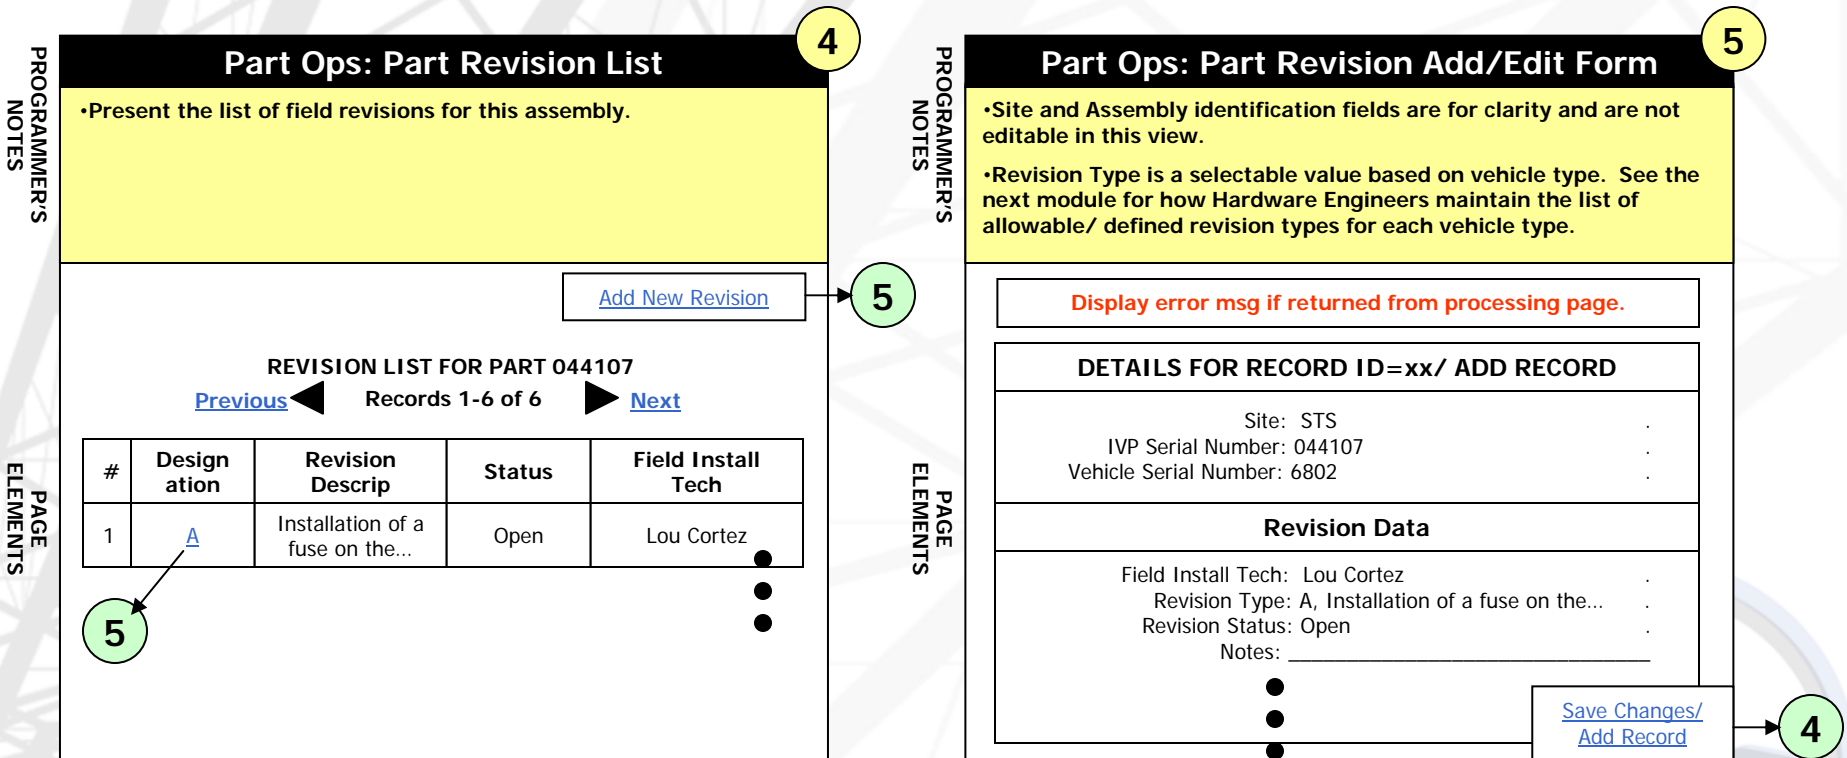 4
Part Ops: Part Revision List
PROGRAMMER'S
NOTES
•Present the list of field revisions for this assembly.
Add New Revision
5
REVISION LIST FOR PART 044107
Previous Records 1-6 of 6 Next
PAGE
ELEMENTS
# Design
ation Revision
Descrip Status Field Install
Tech
1 A Installation of a
fuse on the... Open Lou Cortez
5
5
Part Ops: Part Revision Add/Edit Form
PROGRAMMER'S
NOTES
•Site and Assembly identification fields are for clarity and are not
editable in this view.
•Revision Type is a selectable value based on vehicle type. See the
next module for how Hardware Engineers maintain the list of
allowable/ defined revision types for each vehicle type.
Display error msg if returned from processing page.
PAGE
ELEMENTS
DETAILS FOR RECORD ID=xx/ ADD RECORD
Site: STS .
IVP Serial Number: 044107 .
Vehicle Serial Number: 6802 .
Revision Data
Field Install Tech: Lou Cortez .
Revision Type: A, Installation of a fuse on the... .
Revision Status: Open .
Notes: _______________________________
Save Changes/
Add Record
4